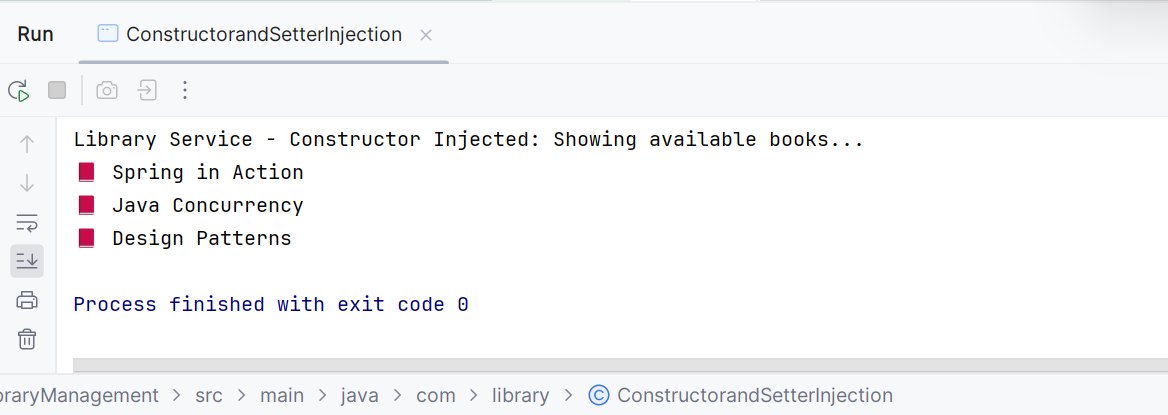 Run ConstructorandSetterInjection
Library Service - Constructor Injected: Showing available books...
Spring in Action
Java Concurrency
Design Patterns
Process finished with exit code 0
oraryManagement > src > main > java > com > library > © ConstructorandSetterInjection